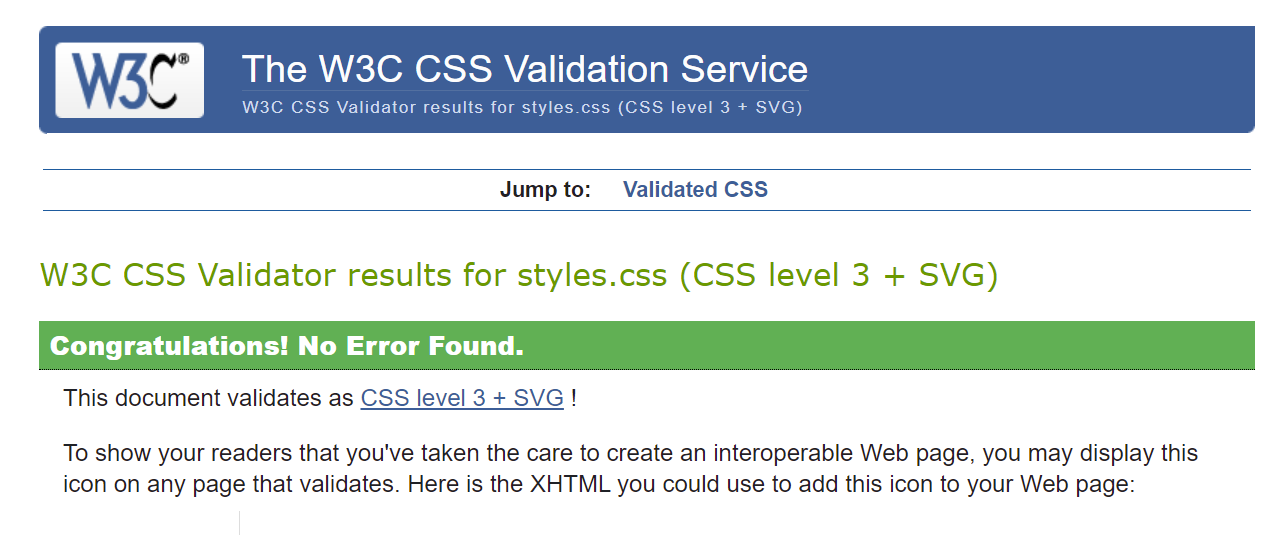 W3C®
The W3C CSS Validation Service
W3C CSS Validator results for styles.css (CSS level 3 + SVG)
Jump to: Validated CSS
W3C CSS Validator results for styles.css (CSS level 3 + SVG)
Congratulations! No Error Found.
This document validates as CSS level 3 + SVG !
To show your readers that you've taken the care to create an interoperable Web page, you may display this
icon on any page that validates. Here is the XHTML you could use to add this icon to your Web page: